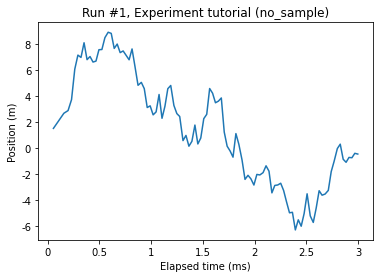 Run #1, Experiment tutorial (no_sample)
Position (m)
8
6
4
2
0
-2
-4
-6
0 0.5 1 1.5 2 2.5 3
Elapsed time (ms)